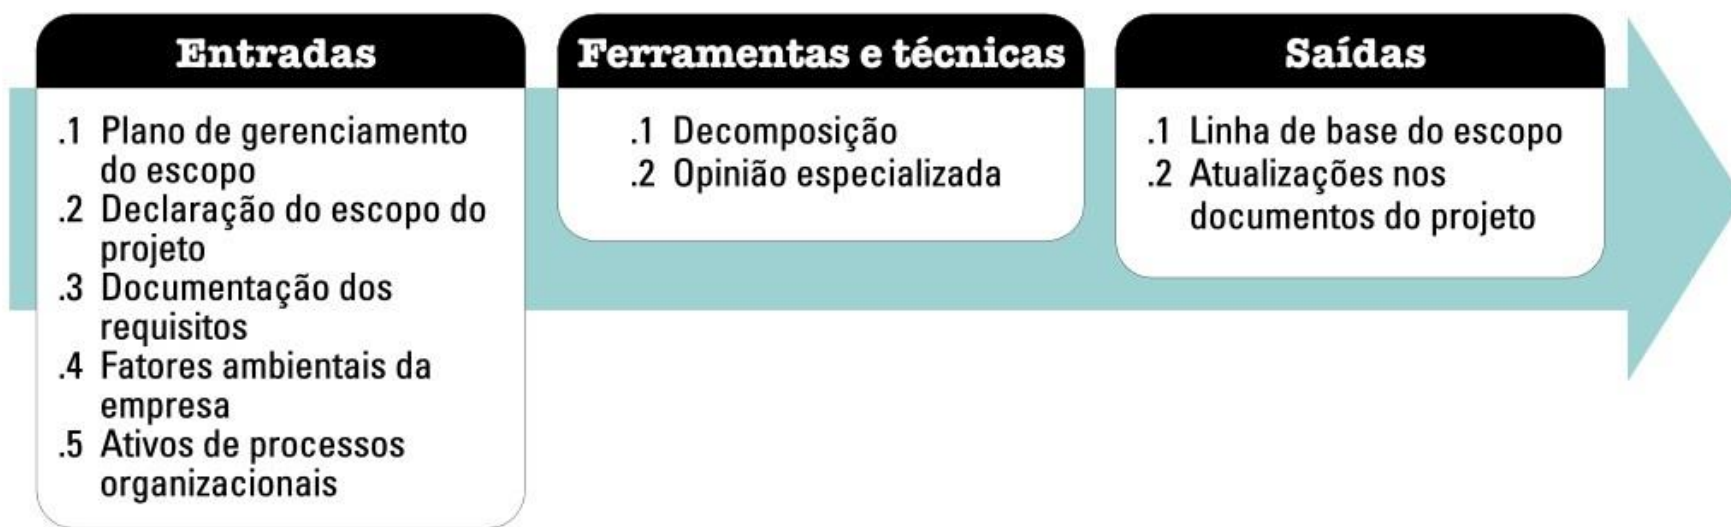 Entradas
.1 Plano de gerenciamento
do escopo
.2 Declaração do escopo do
projeto
.3 Documentação dos
requisitos
.4 Fatores ambientais da
empresa
.5 Ativos de processos
organizacionais
Ferramentas e técnicas
.1 Decomposição
.2 Opinião especializada
Saídas
.1 Linha de base do escopo
.2 Atualizações nos
documentos do projeto